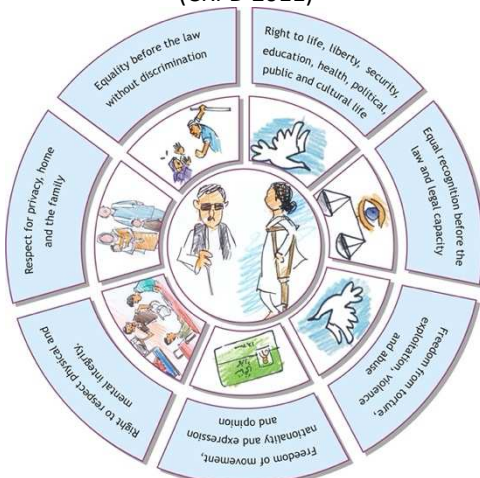 Equality before the law
without discrimination
Right to life, liberty, security,
education, health, political,
public and cultural life
Equal recognition before the
law and legal capacity
Freedom from torture,
exploitation, violence
and abuse
Freedom of movement,
nationality and expression
and opinion
Right to respect physical and
mental integrity,
Respect for privacy, home
and the family